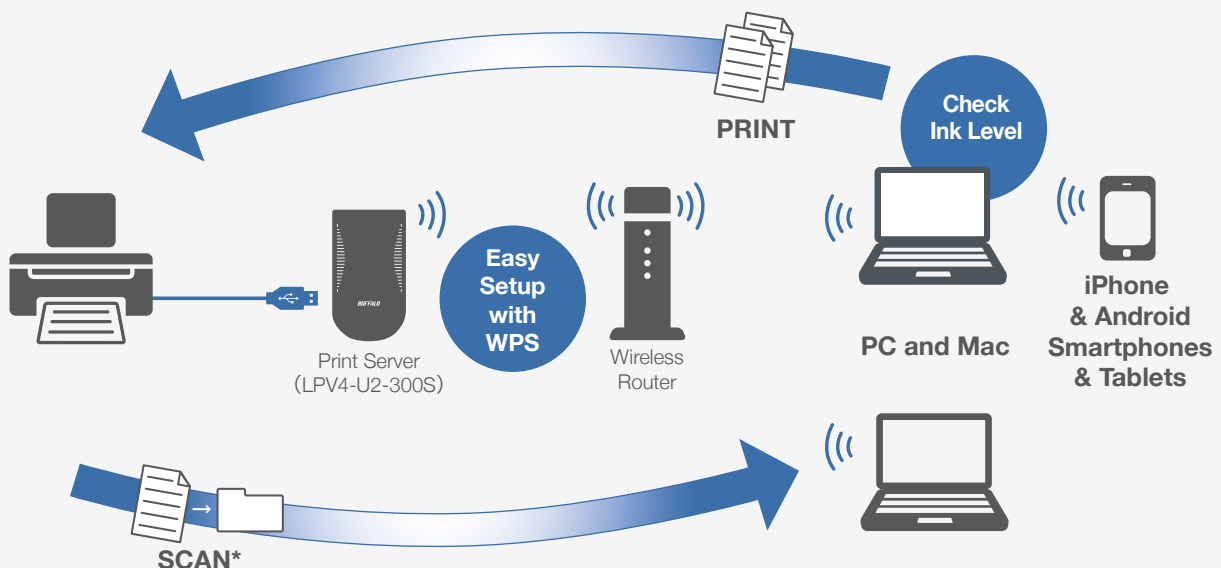 PRINT
Check
Ink Level
BUFFALO
Easy
Setup
with
WPS
Print Server
(LPV4-U2-300S)
Wireless
Router
PC and Mac
iPhone
& Android
Smartphones
& Tablets
SCAN*